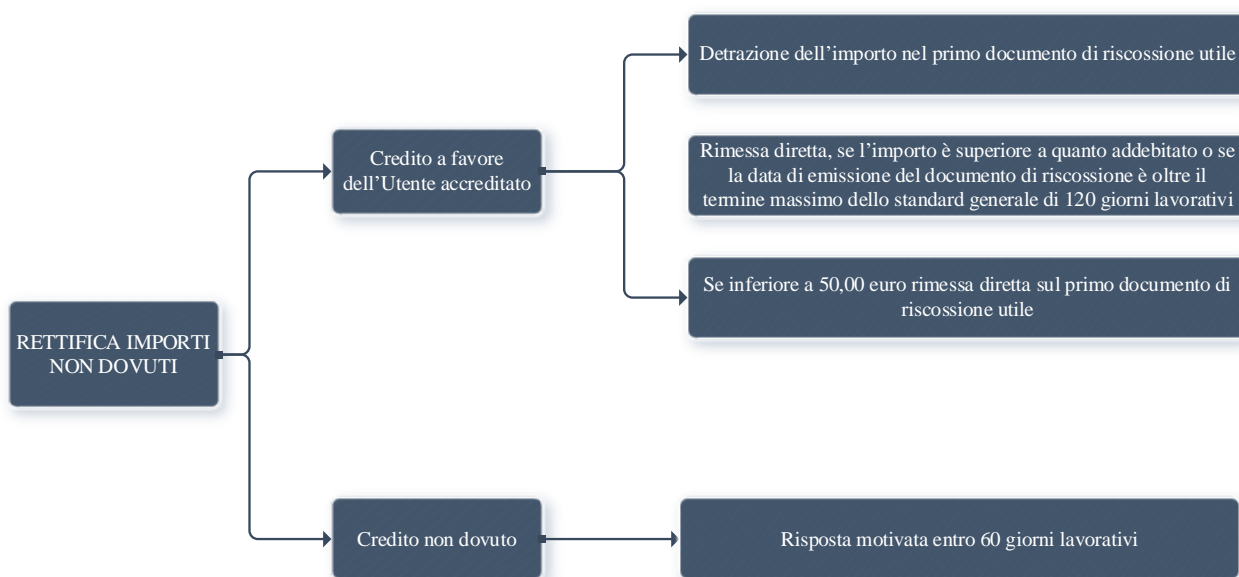 Detrazione dell'importo nel primo documento di riscossione utile
Credito a favore
dell'Utente accreditato
Rimessa diretta, se l'importo è superiore a quanto addebitato o se
la data di emissione del documento di riscossione è oltre il
termine massimo dello standard generale di 120 giorni lavorativi
Se inferiore a 50,00 euro rimessa diretta sul primo documento di
riscossione utile
RETTIFICA IMPORTI
NON DOVUTI
Credito non dovuto
Risposta motivata entro 60 giorni lavorativi